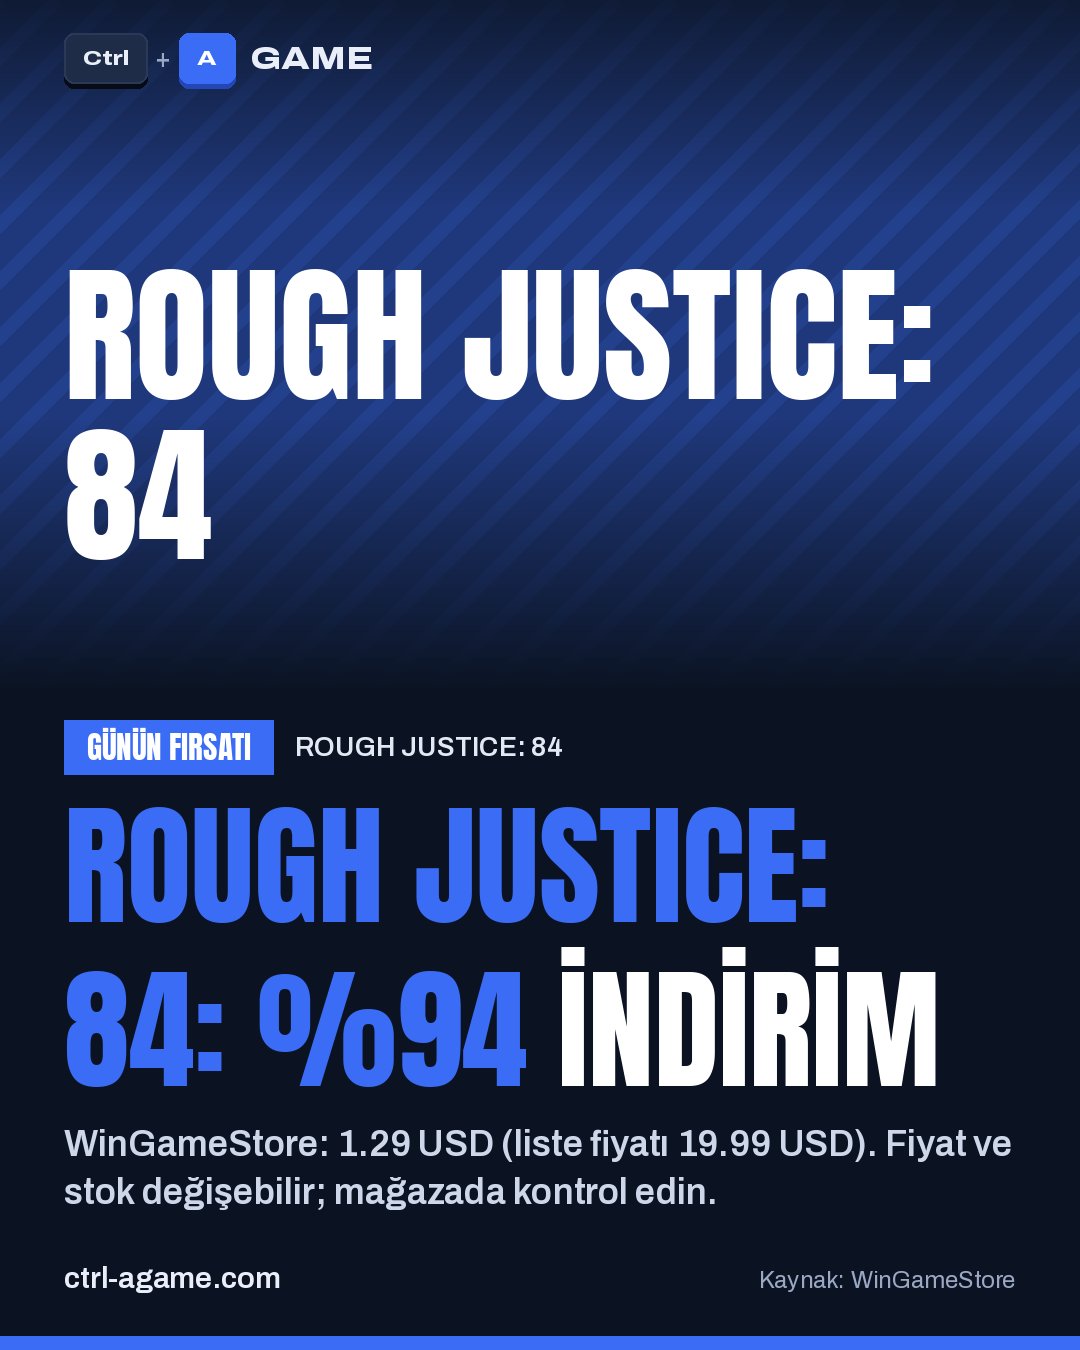 Ctrl + A GAME
ROUGH JUSTICE:
84
GÜNÜN FIRSATI ROUGH JUSTICE: 84
ROUGH JUSTICE:
84: %94 İNDİRİM
WinGameStore: 1.29 USD (liste fiyatı 19.99 USD). Fiyat ve
stok değişebilir; mağazada kontrol edin.
ctrl-agame.com Kaynak: WinGameStore